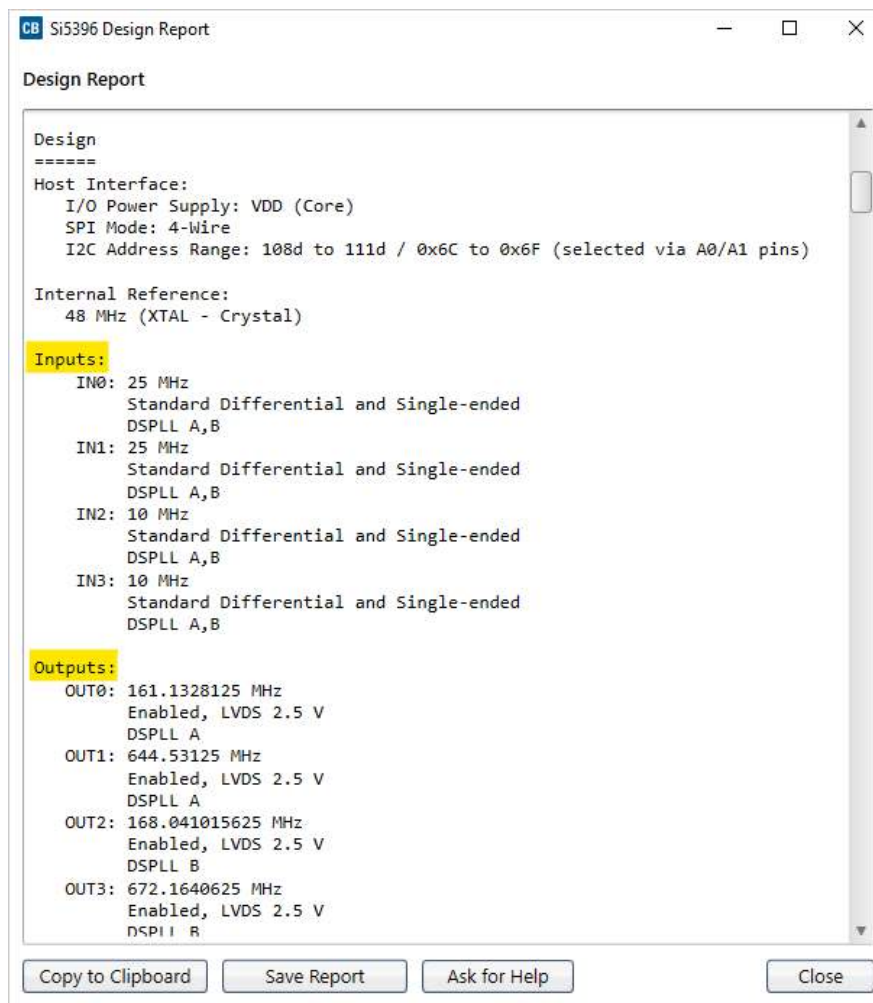 CB Si5396 Design Report
Design Report
Design
======
Host Interface:
I/O Power Supply: VDD (Core)
SPI Mode: 4-Wire
I2C Address Range: 108d to 111d / 0x6C to 0x6F (selected via A0/A1 pins)
Internal Reference:
48 MHz (XTAL - Crystal)
Inputs:
IN0: 25 MHz
Standard Differential and Single-ended
DSPLL A,B
IN1: 25 MHz
Standard Differential and Single-ended
DSPLL A,B
IN2: 10 MHz
Standard Differential and Single-ended
DSPLL A,B
IN3: 10 MHz
Standard Differential and Single-ended
DSPLL A,B
Outputs:
OUT0: 161.1328125 MHz
Enabled, LVDS 2.5 V
DSPLL A
OUT1: 644.53125 MHz
Enabled, LVDS 2.5 V
DSPLL A
OUT2: 168.041015625 MHz
Enabled, LVDS 2.5 V
DSPLL B
OUT3: 672.1640625 MHz
Enabled, LVDS 2.5 V
DSPLL B
Copy to Clipboard Save Report Ask for Help Close